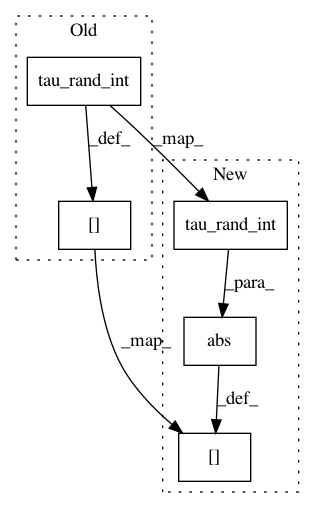 Old
tau_rand_int
_def_
_map_
New
[]
tau_rand_int
_para_
abs
_map_
_def_
[]